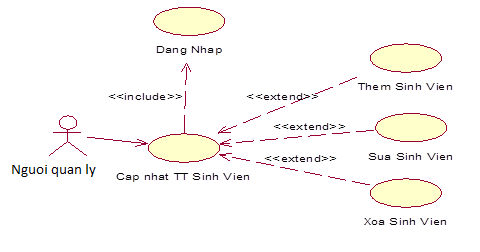 Dang Nhap
<<include>>
<<extend>>
Them Sinh Vien
<<extend>>
Sua Sinh Vien
<<extend>>
Nguoi quan ly
Cap nhat TT Sinh Vien
Xoa Sinh Vien